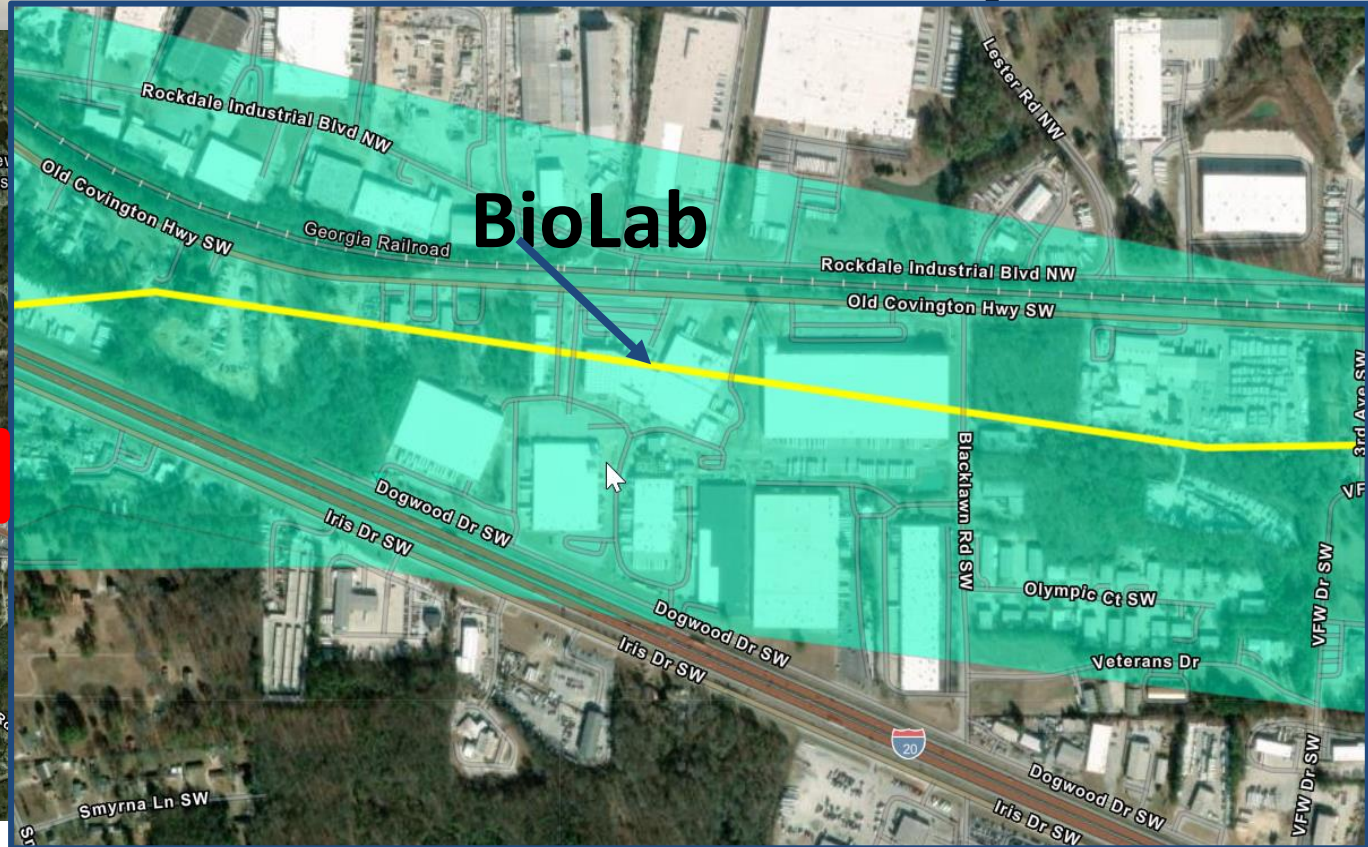 Lester Rd NW
Rockdale Industrial Blvd NW
Old Covington Hwy SW
Georgia Railroad
BioLab
Rockdale Industrial Blvd NW
Old Covington Hwy SW
3rd Ave SW
Blacklawn Rd SW
VF
Dogwood Dr SW
Iris Dr SW
Olympic Ct SW
VFW Dr SW
Dogwood Dr SW
Iris Dr SW
Veterans Dr
20
Dogwood Dr SW
VFW Dr SW
Smyrna Ln SW
Iris Dr SW